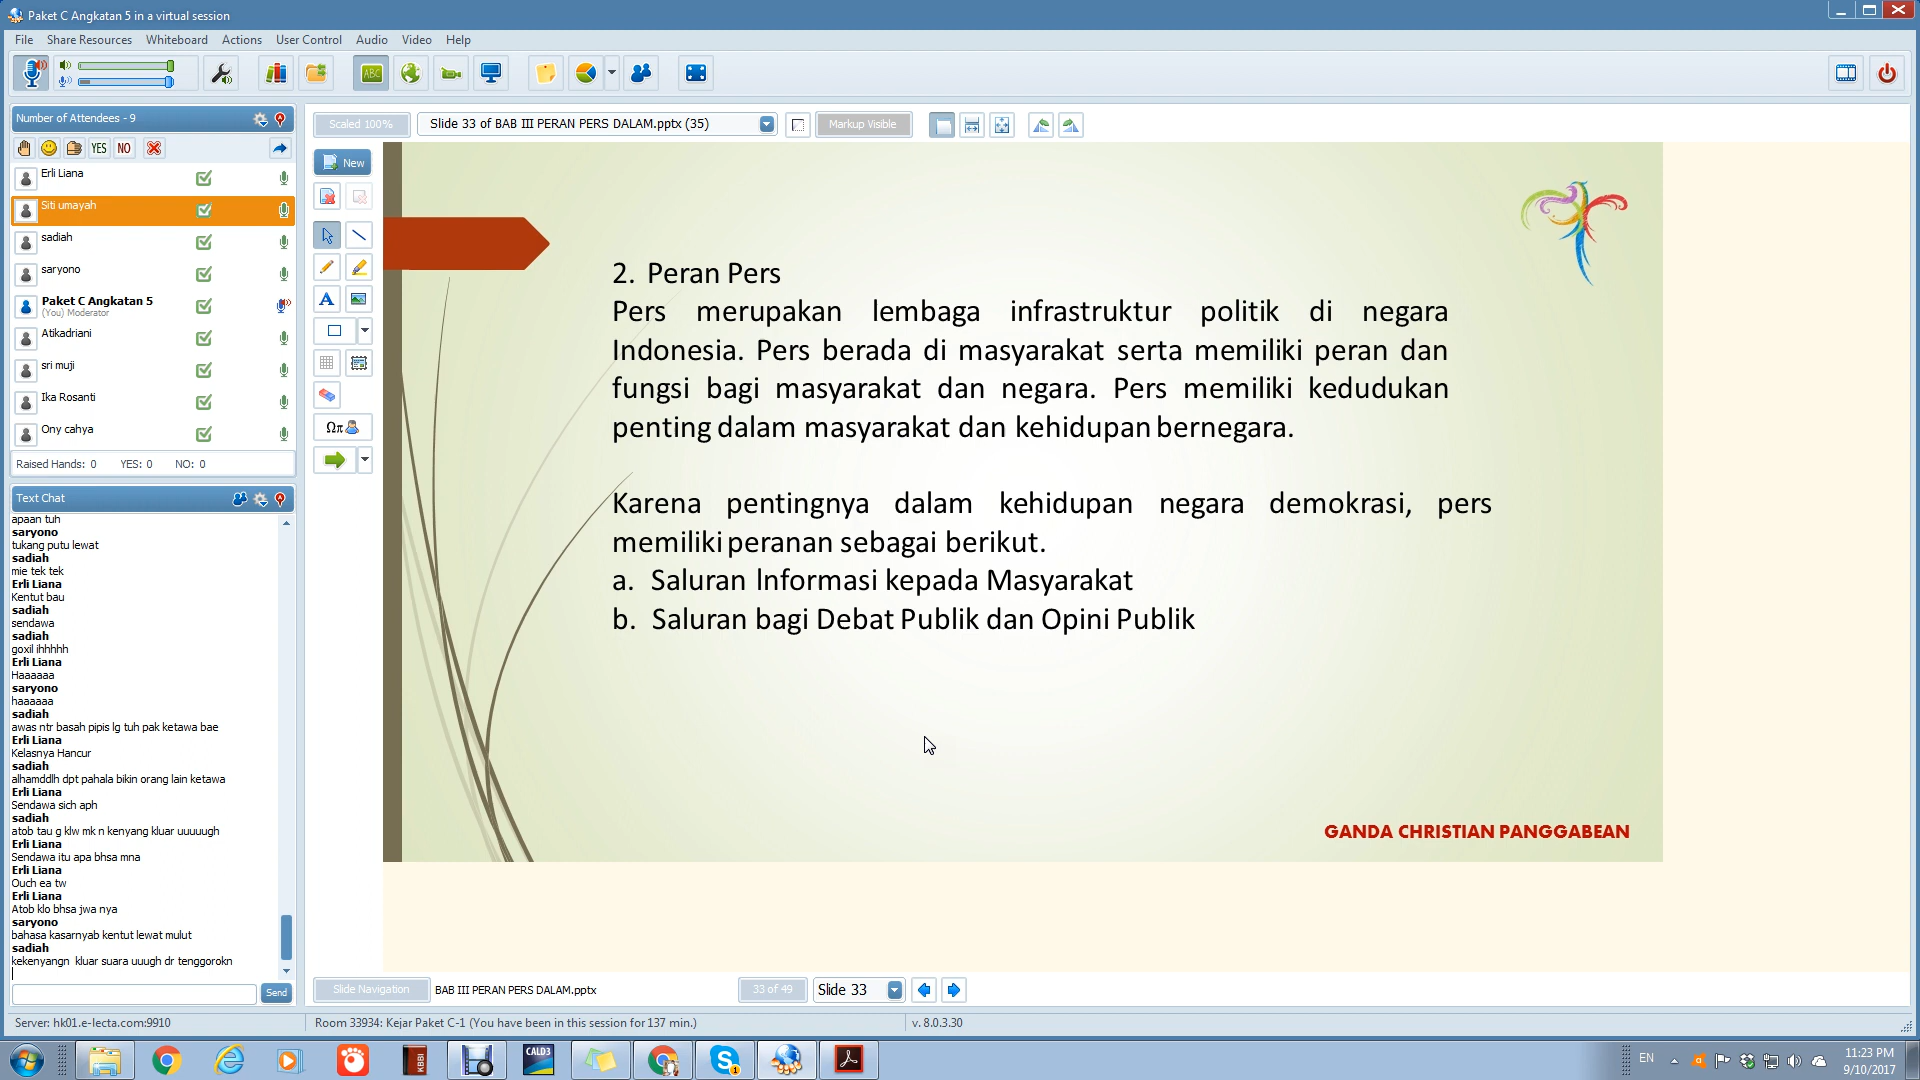 Paket C Angkatan 5 in a virtual session
File Share Resources Whiteboard Actions User Control Audio Video Help
ABC
Number of Attendees - 9
YES NO
Erli Liana
Siti umayah
sadiah
saryono
Paket C Angkatan 5
(You) Moderator
Atikadriani
sri muji
Ika Rosanti
Ony cahya
Raised Hands: 0 YES: 0 NO: 0
Text Chat
apaan tuh
saryono
tukang putu lewat
sadiah
mie tek tek
Erli Liana
Kentut bau
sadiah
sendawa
sadiah
goxil ihhhhh
Erli Liana
Haaaaaa
saryono
haaaaaa
sadiah
awas ntr basah pipis lg tuh pak ketawa bae
Erli Liana
Kelasnya Hancur
sadiah
alhamddlh dpt pahala bikin orang lain ketawa
Erli Liana
Sendawa sich aph
sadiah
atob tau g klw mk n kenyang kluar uuuuugh
Erli Liana
Sendawa itu apa bhsa mna
Erli Liana
Ouch ea tw
Erli Liana
Atob klo bhsa jwa nya
saryono
bahasa kasarnyab kentut lewat mulut
sadiah
kekenyangn kluar suara uuugh dr tenggorokn
Send
Scaled 100%
Slide 33 of BAB III PERAN PERS DALAM.pptx (35)
Markup Visible
New
A
Ωπ
2. Peran Pers
Pers merupakan lembaga infrastruktur politik di negara
Indonesia. Pers berada di masyarakat serta memiliki peran dan
fungsi bagi masyarakat dan negara. Pers memiliki kedudukan
penting dalam masyarakat dan kehidupan bernegara.
Karena pentingnya dalam kehidupan negara demokrasi, pers
memiliki peranan sebagai berikut.
a. Saluran Informasi kepada Masyarakat
b. Saluran bagi Debat Publik dan Opini Publik
GANDA CHRISTIAN PANGGABEAN
Slide Navigation
BAB III PERAN PERS DALAM.pptx
33 of 49
Slide 33
Server: hk01.e-lecta.com:9910
Room 33934: Kejar Paket C-1 (You have been in this session for 137 min.)
v. 8.0.3.30
KBBI
CALD3
EN
11:23 PM
9/10/2017